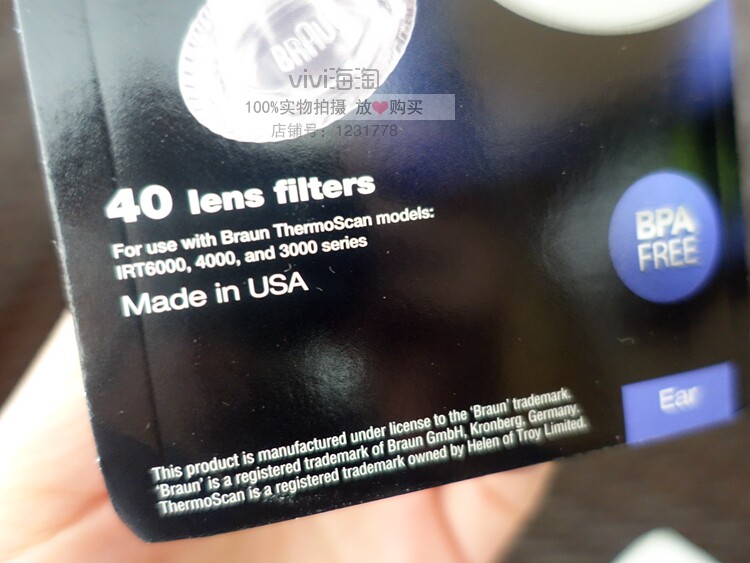 BRAUN
vivi海淘
100%实物拍摄 放❤购买
店铺号：1231778
40 lens filters
For use with Braun ThermoScan models:
IRT6000, 4000, and 3000 series
Made in USA
BPA
FREE
Ear
This product is manufactured under license to the 'Braun' trademark.
'Braun' is a registered trademark of Braun GmbH, Kronberg, Germany.
ThermoScan is a registered trademark owned by Helen of Troy Limited.